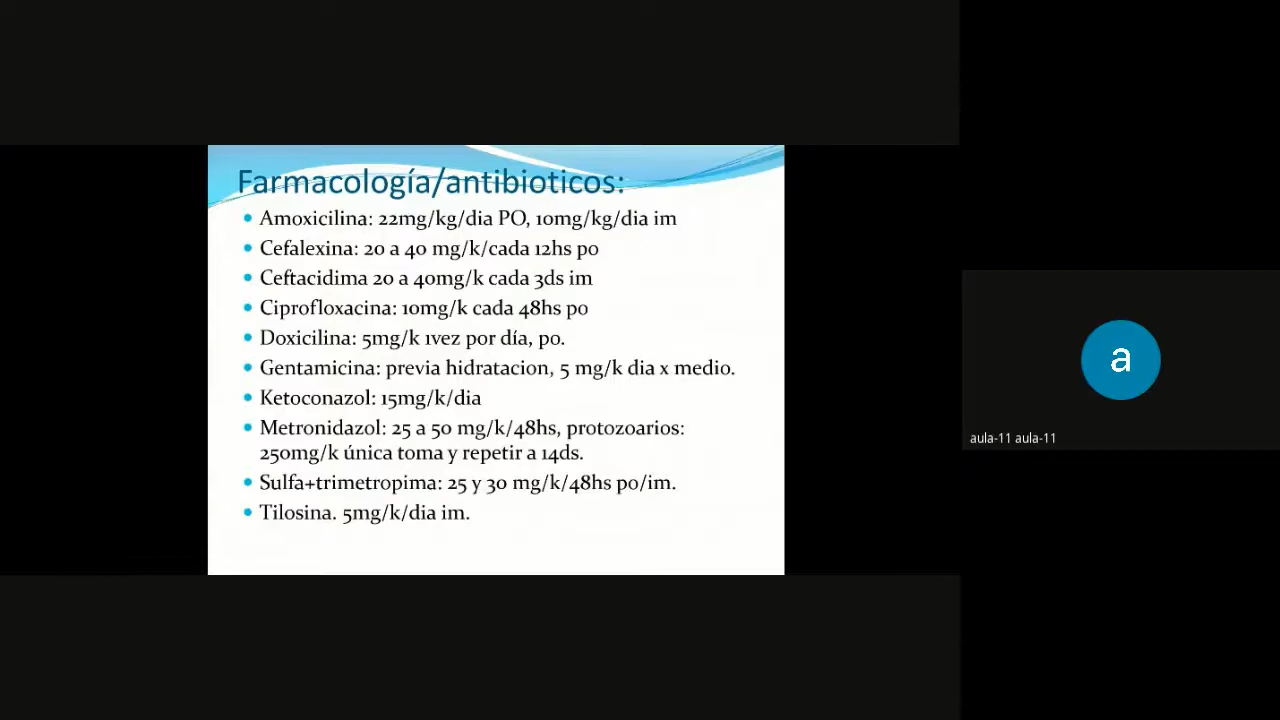 Farmacología/antibioticos:
Amoxicilina: 22mg/kg/dia PO, 10mg/kg/dia im
Cefalexina: 20 a 40 mg/k/cada 12hs po
Ceftacidima 20 a 40mg/k cada 3ds im
Ciprofloxacina: 10mg/k cada 48hs po
Doxicilina: 5mg/k 1vez por día, po.
Gentamicina: previa hidratacion, 5 mg/k dia x medio.
Ketoconazol: 15mg/k/dia
Metronidazol: 25 a 50 mg/k/48hs, protozoarios:
250mg/k única toma y repetir a 14ds.
Sulfa+trimetropima: 25 y 30 mg/k/48hs po/im.
Tilosina. 5mg/k/dia im.
a
aula-11 aula-11